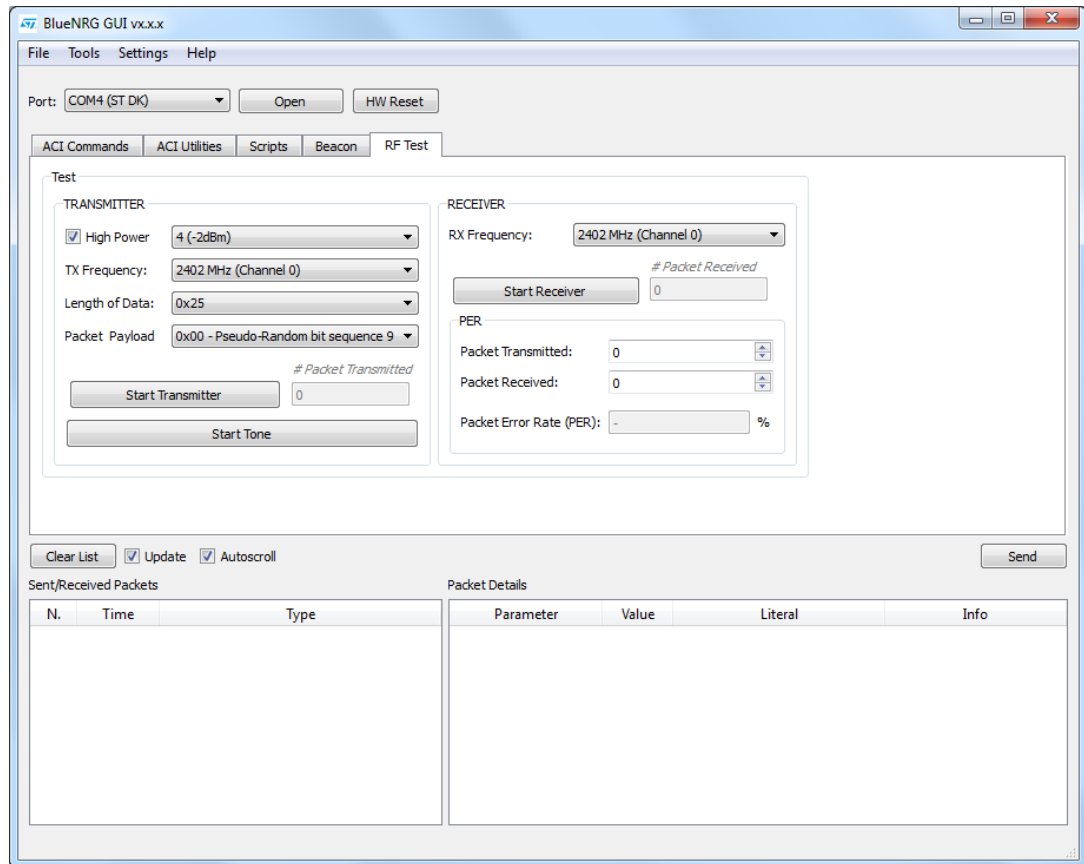 BlueNRG GUI vx.x.x
File Tools Settings Help
Port: COM4 (ST DK) Open HW Reset
ACI Commands ACI Utilities Scripts Beacon RF Test
Test
TRANSMITTER
High Power 4 (-2dBm)
TX Frequency: 2402 MHz (Channel 0)
Length of Data: 0x25
Packet Payload 0x00 - Pseudo-Random bit sequence 9
# Packet Transmitted
Start Transmitter 0
Start Tone
RECEIVER
RX Frequency: 2402 MHz (Channel 0)
# Packet Received
Start Receiver 0
PER
Packet Transmitted: 0
Packet Received: 0
Packet Error Rate (PER): - %
Clear List Update Autoscroll Send
Sent/Received Packets Packet Details
N. Time Type Parameter Value Literal Info